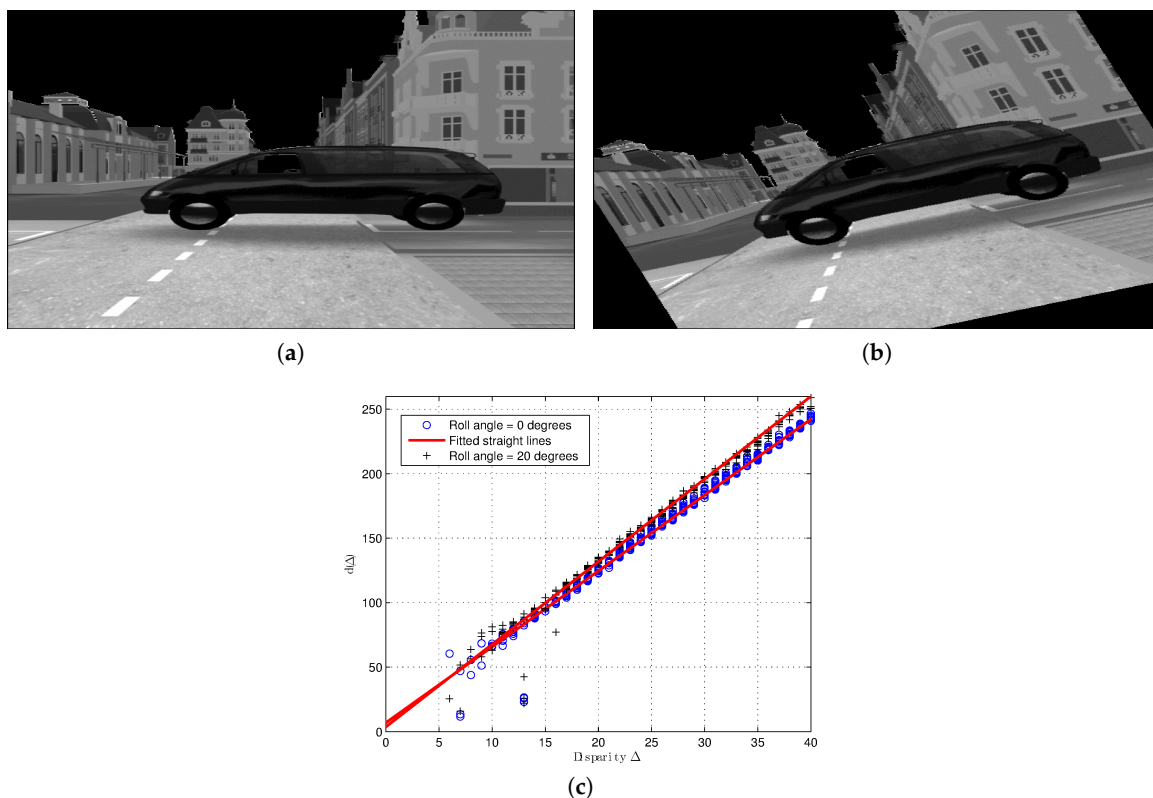 (a)
(b)
250
200
150
100
50
0
d(Δ)
Roll angle = 0 degrees
Fitted straight lines
Roll angle = 20 degrees
0 5 10 15 20 25 30 35 40
Disparity Δ
(c)